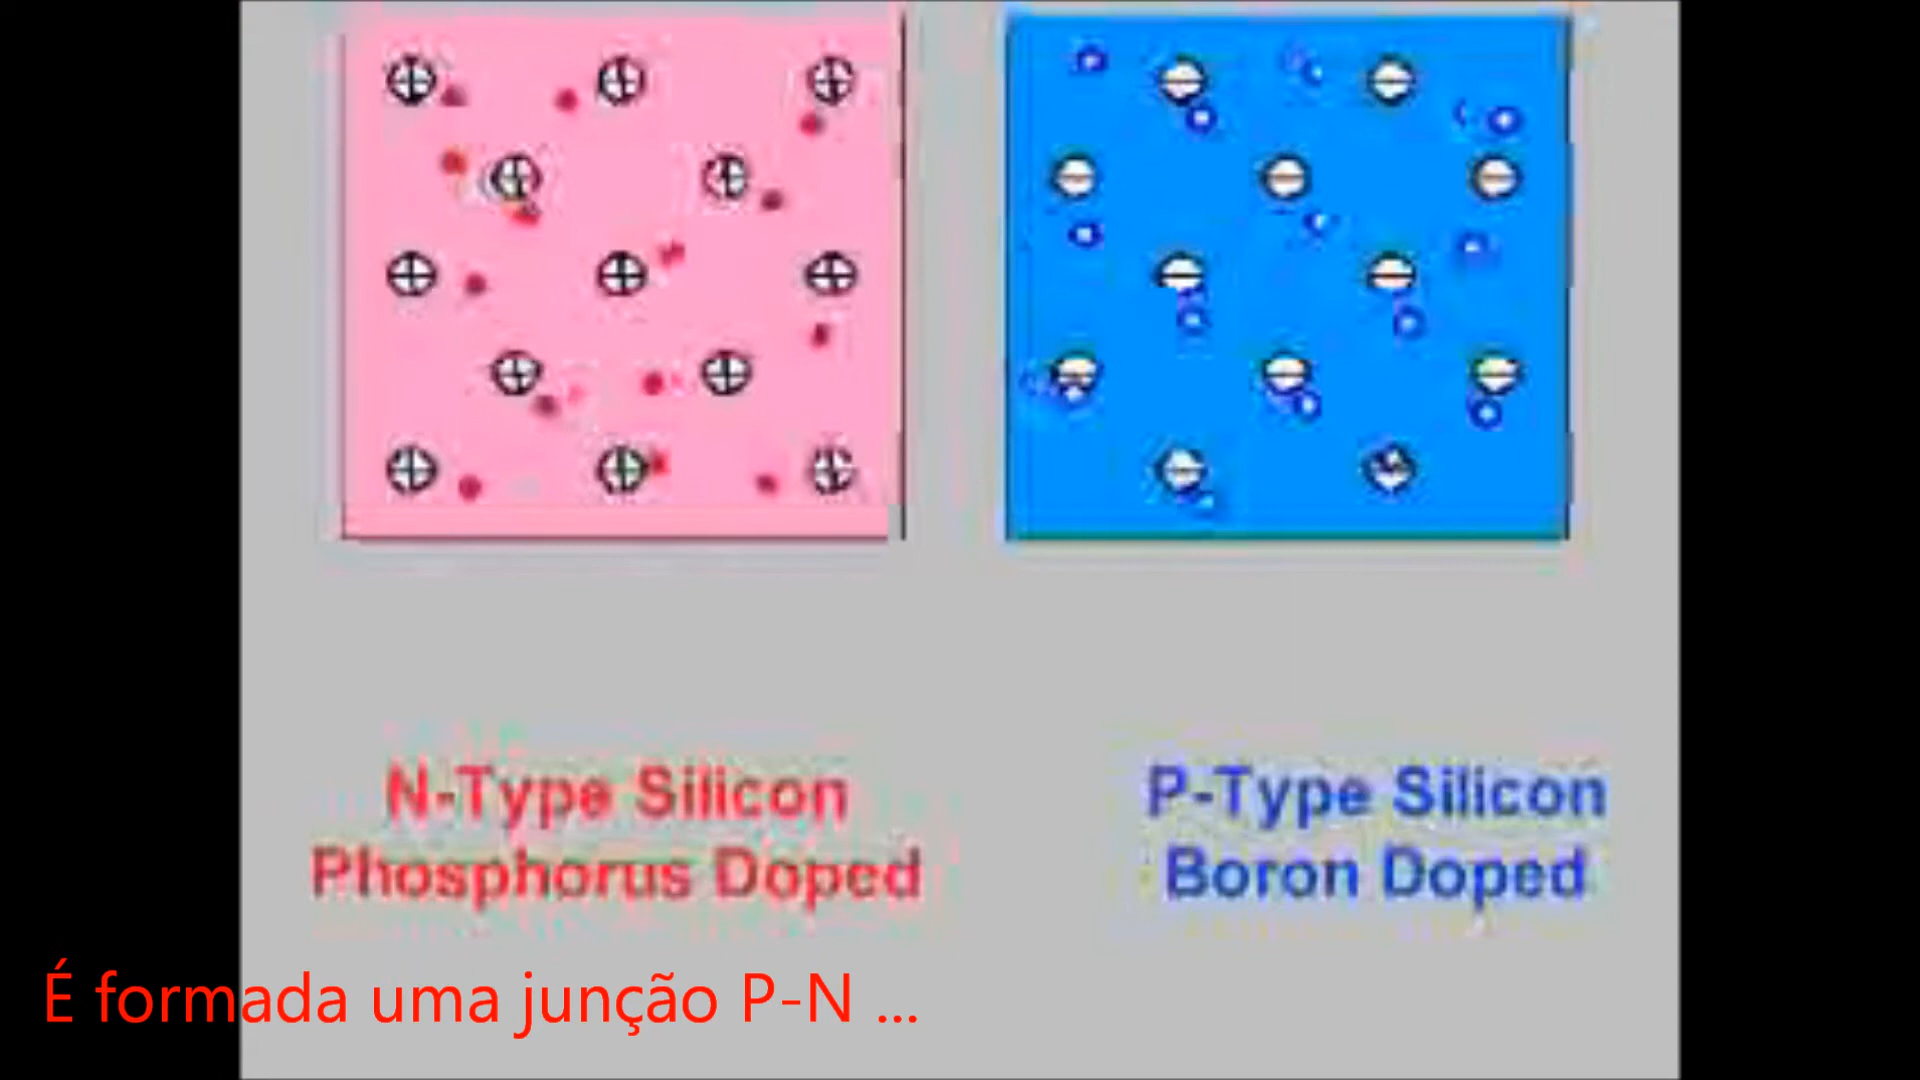 N-Type Silicon
Phosphorus Doped
P-Type Silicon
Boron Doped
É formada uma junção P-N ...